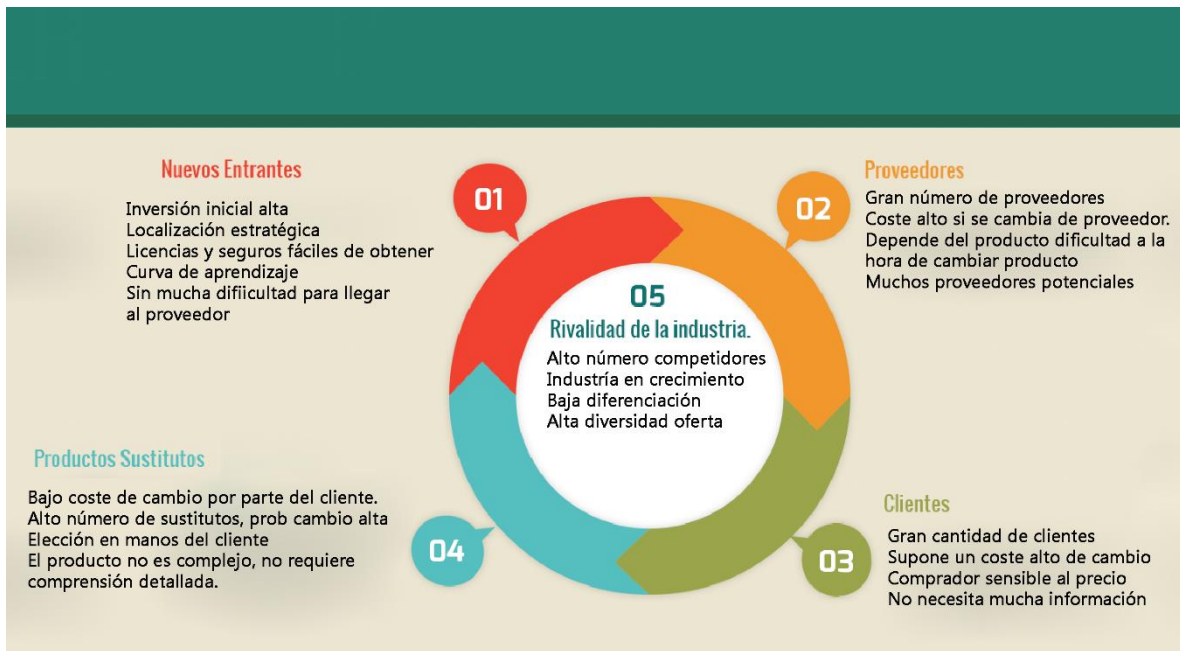 Nuevos Entrantes
01
Inversión inicial alta
Localización estratégica
Licencias y seguros fáciles de obtener
Curva de aprendizaje
Sin mucha difiicultad para llegar
al proveedor
02
Proveedores
Gran número de proveedores
Coste alto si se cambia de proveedor.
Depende del producto dificultad a la
hora de cambiar producto
Muchos proveedores potenciales
05
Rivalidad de la industria.
Alto número competidores
Industría en crecimiento
Baja diferenciación
Alta diversidad oferta
Productos Sustitutos
Bajo coste de cambio por parte del cliente.
Alto número de sustitutos, prob cambio alta
Elección en manos del cliente
El producto no es complejo, no requiere
comprensión detallada.
04
03
Clientes
Gran cantidad de clientes
Supone un coste alto de cambio
Comprador sensible al precio
No necesita mucha información